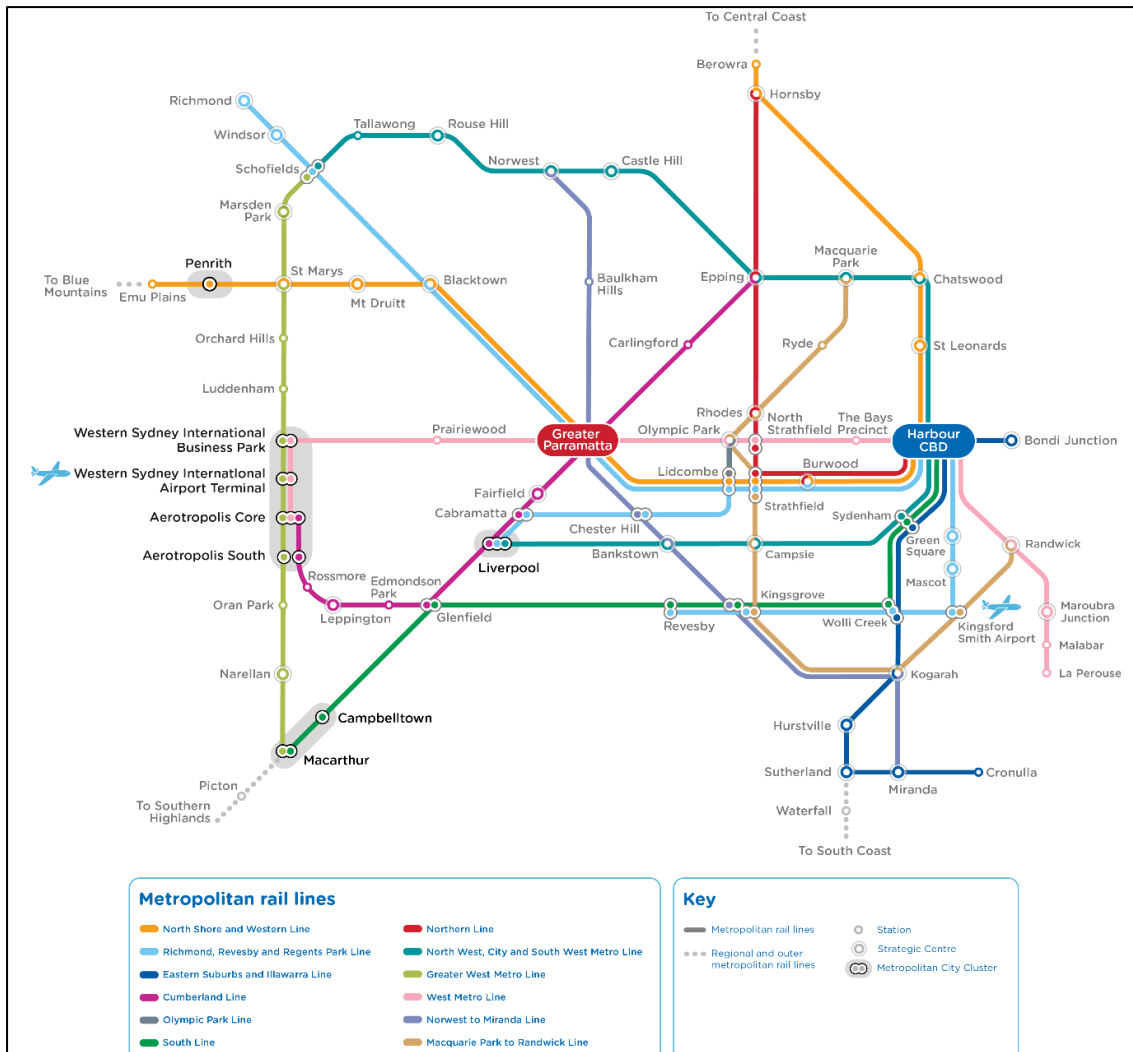 To Central Coast
Berowra
Hornsby
Richmond
Windsor
Tallawong
Rouse Hill
Schofields
Norwest
Castle Hill
Marsden
Park
Macquarie
Park
Penrith
To Blue
Mountains
Emu Plains
St Marys
Mt Druitt
Blacktown
Baulkham
Hills
Epping
Chatswood
Orchard Hills
Carlingford
Ryde
St Leonards
Luddenham
Western Sydney International
Business Park
Prairiewood
Greater
Parramatta
Rhodes
Olympic Park
North
Strathfield
The Bays
Precinct
Harbour
CBD
Bondi Junction
Western Sydney International
Airport Terminal
Lidcombe
Burwood
Fairfield
Strathfield
Aerotropolis Core
Cabramatta
Chester Hill
Sydenham
Green
Square
Randwick
Aerotropolis South
Liverpool
Bankstown
Campsie
Mascot
Rossmore
Edmondson
Park
Oran Park
Leppington
Glenfield
Revesby
Kingsgrove
Wolli Creek
Kingsford
Smith Airport
Maroubra
Junction
Malabar
La Perouse
Narellan
Kogarah
Campbelltown
Hurstville
Macarthur
Picton
To Southern
Highlands
Sutherland
Miranda
Cronulla
Waterfall
To South Coast
Metropolitan rail lines
North Shore and Western Line
Richmond, Revesby and Regents Park Line
Eastern Suburbs and Illawarra Line
Cumberland Line
Olympic Park Line
South Line
Northern Line
North West, City and South West Metro Line
Greater West Metro Line
West Metro Line
Norwest to Miranda Line
Macquarie Park to Randwick Line
Key
Metropolitan rail lines
Regional and outer
metropolitan rail lines
Station
Strategic Centre
Metropolitan City Cluster